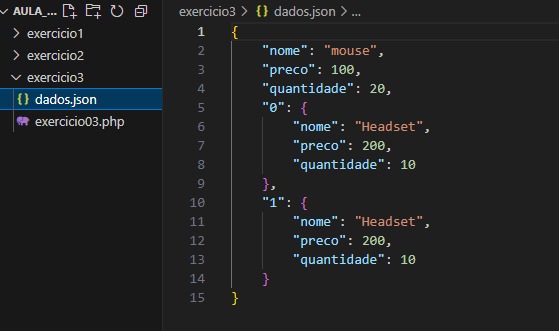 AULA_...
exercicio1
exercicio2
exercicio3
{} dados.json
exercicio03.php
exercicio3 > {} dados.json > ...
1 {
2 "nome": "mouse",
3 "preco": 100,
4 "quantidade": 20,
5 "0": {
6 "nome": "Headset",
7 "preco": 200,
8 "quantidade": 10
9 },
10 "1": {
11 "nome": "Headset",
12 "preco": 200,
13 "quantidade": 10
14 }
15 }